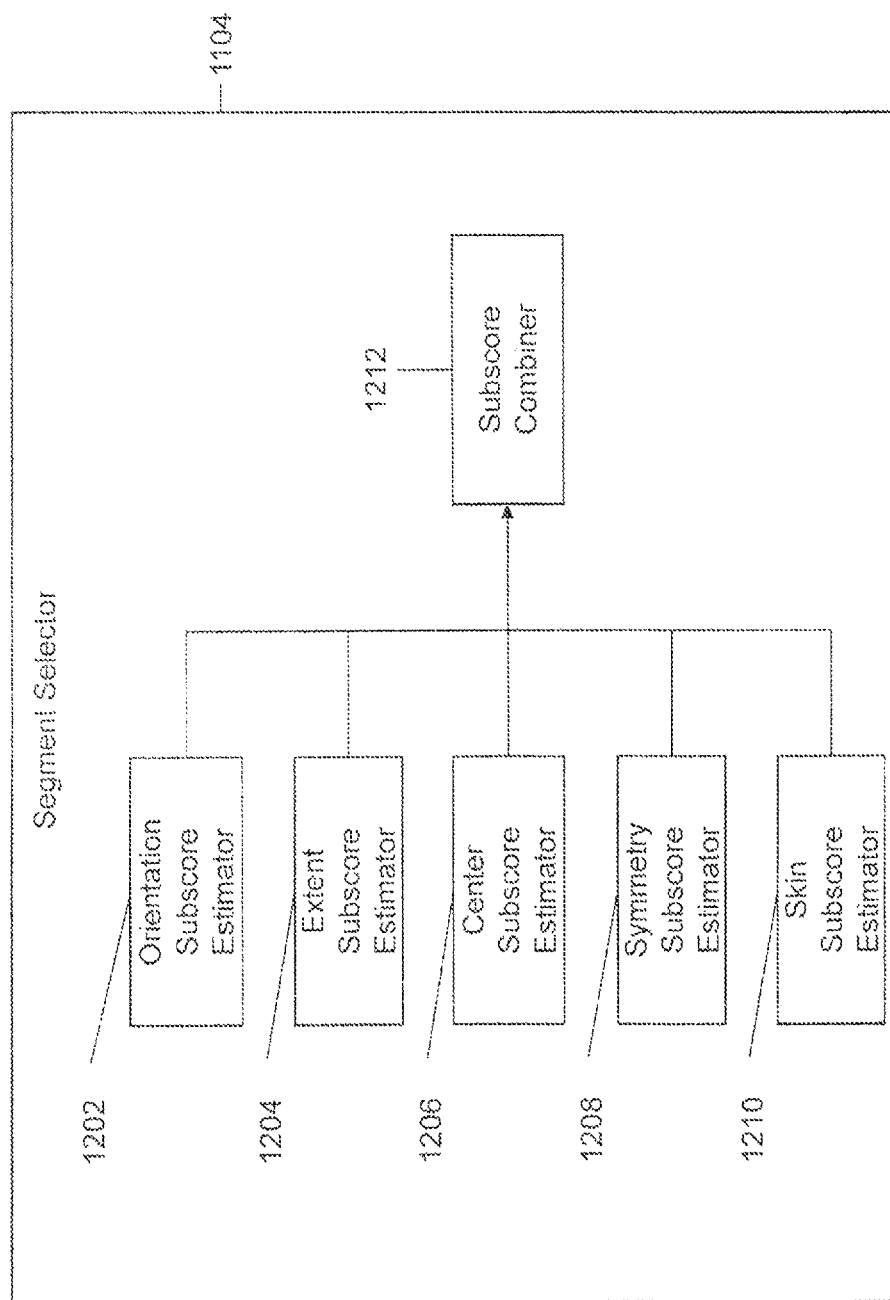 Segment Selector
1104
1202
Orientation
Subscore
Estimator
1204
Extent
Subscore
Estimator
1206
Center
Subscore
Estimator
1208
Symmetry
Subscore
Estimator
1210
Skin
Subscore
Estimator
1212
Subscore
Combiner